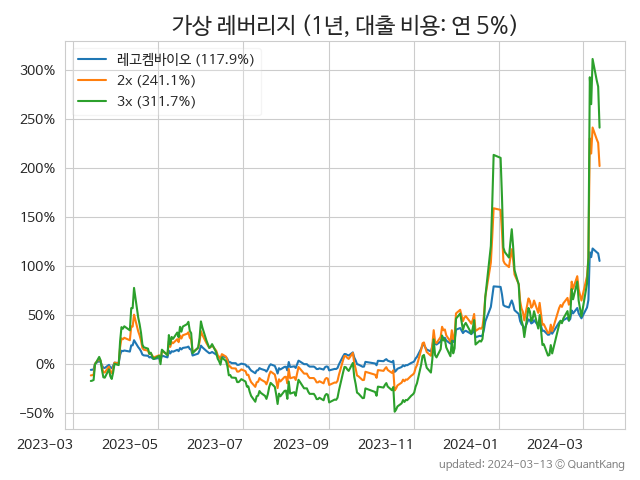 가상 레버리지 (1년, 대출 비용: 연 5%)
레고켐바이오 (117.9%)
2x (241.1%)
3x (311.7%)
300%
250%
200%
150%
100%
50%
0%
−50%
2023-03 2023-05 2023-07 2023-09 2023-11 2024-01 2024-03
updated: 2024-03-13 ⓒ QuantKang